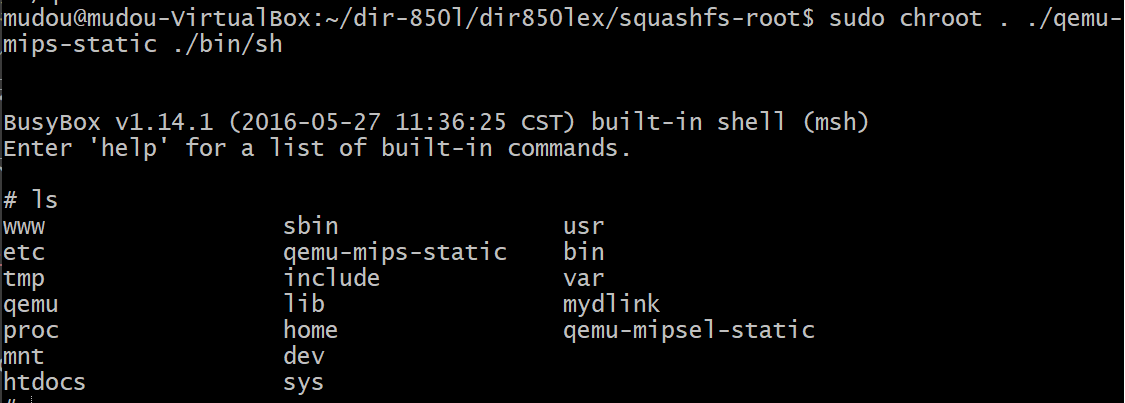 mudou@mudou-VirtualBox:~/dir-850l/dir850lex/squashfs-root$ sudo chroot . ./qemu-
mips-static ./bin/sh
BusyBox v1.14.1 (2016-05-27 11:36:25 CST) built-in shell (msh)
Enter 'help' for a list of built-in commands.
# ls
www sbin usr
etc qemu-mips-static bin
tmp include var
qemu lib mydlink
proc home qemu-mipsel-static
mnt dev
htdocs sys
#